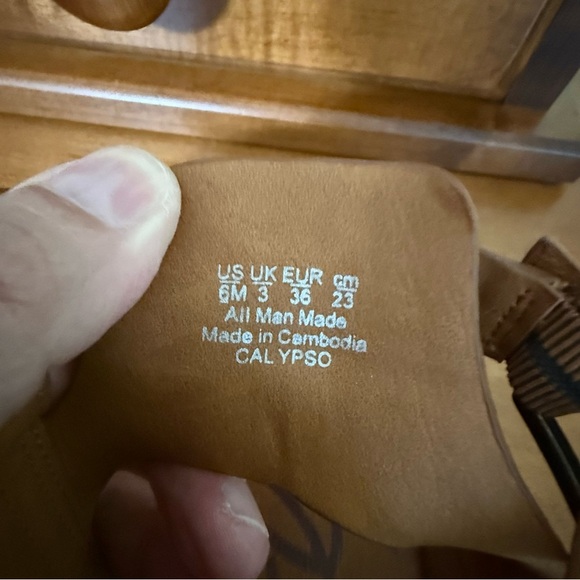 US UK EUR cm
6M 3 36 23
All Man Made
Made in Cambodia
CALYPSO